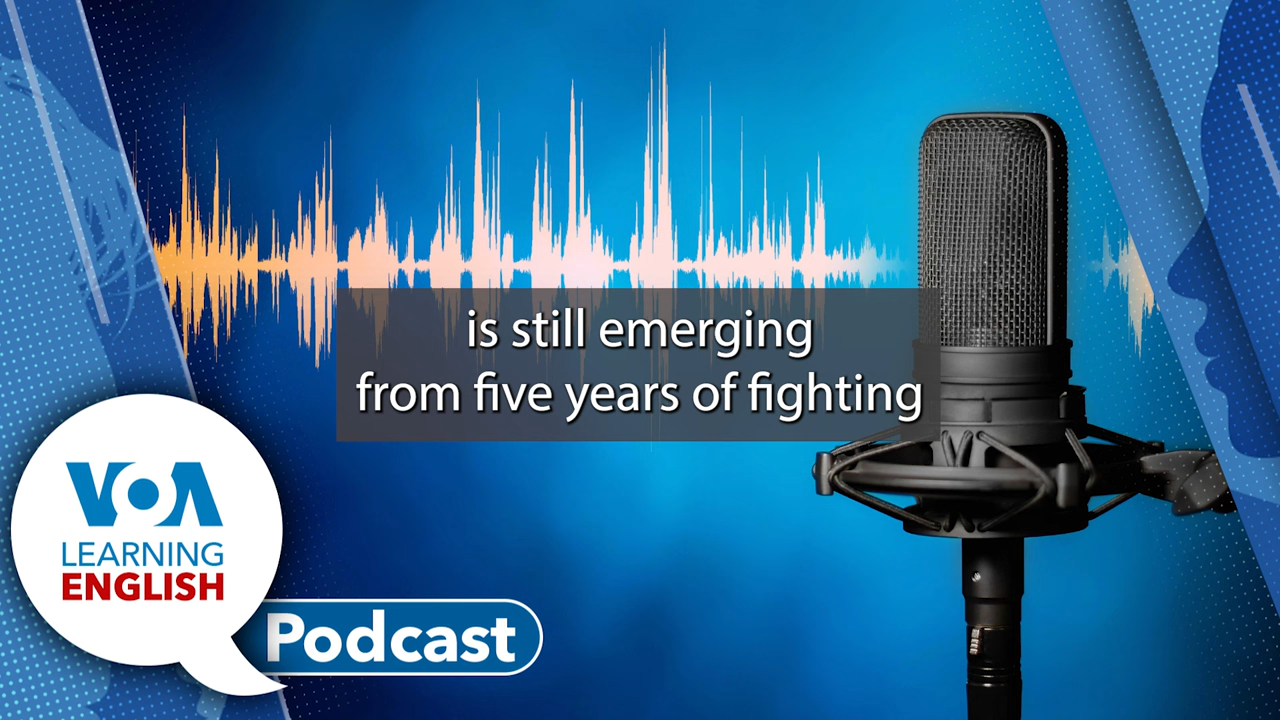 is still emerging
from five years of fighting
VOA
LEARNING
ENGLISH
Podcast